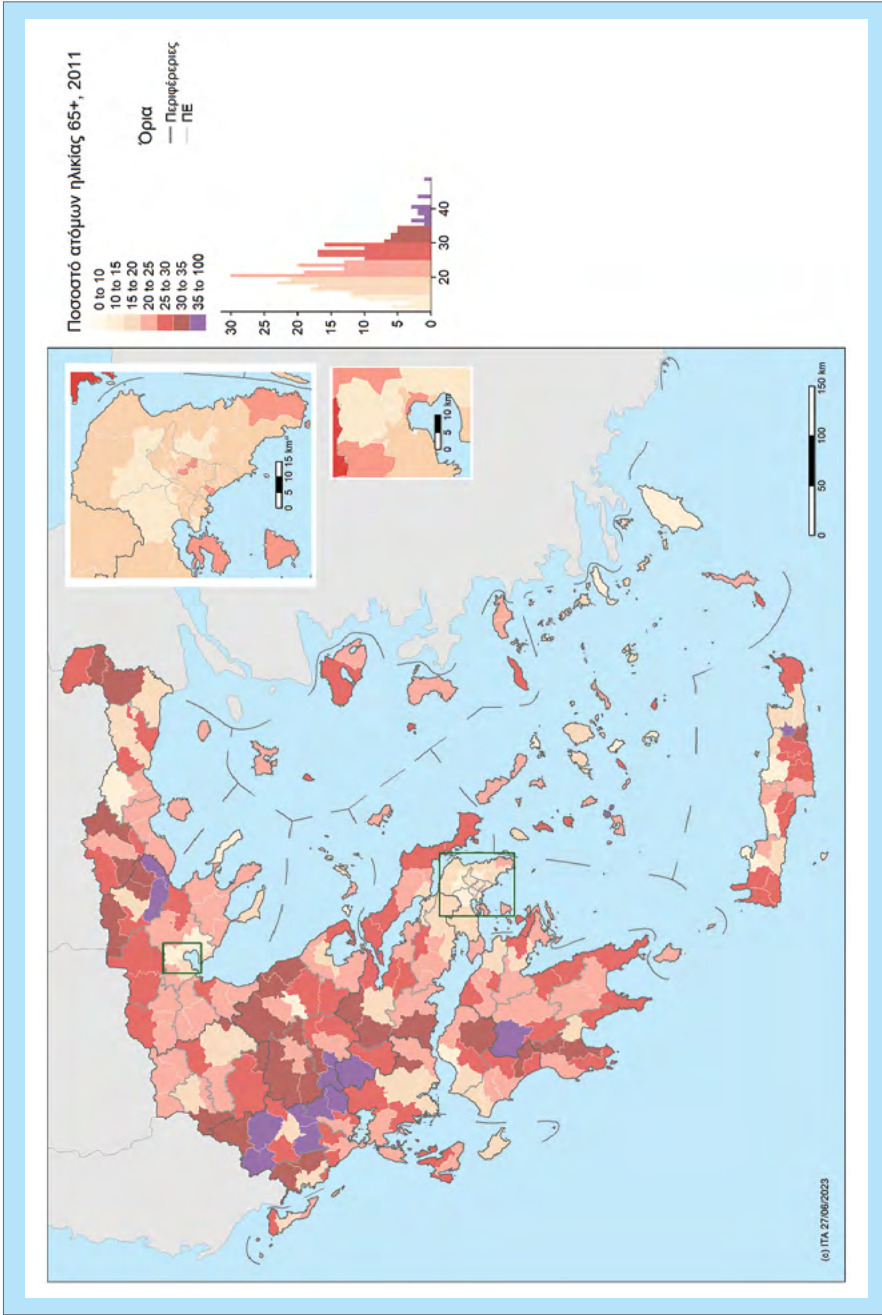 Ποσοστό ατόμων ηλικίας 65+, 2011
0 to 10
10 to 15
15 to 20
20 to 25
25 to 30
30 to 35
35 to 100
Όρια
Περιφέρεριες
ΠΕ
30
25
20
15
10
5
0
20
30
40
0 5 10 15 km
0 5 10 km
0 50 100 150 km
(c) ITA 27/06/2023